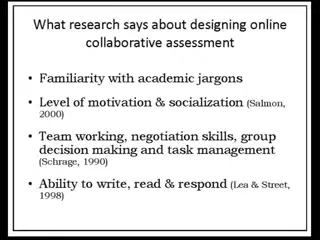 What research says about designing online
collaborative assessment
• Familiarity with academic jargons
• Level of motivation & socialization (Salmon,
2000)
• Team working, negotiation skills, group
decision making and task management
(Schrage, 1990)
• Ability to write, read & respond (Lea & Street,
1998)